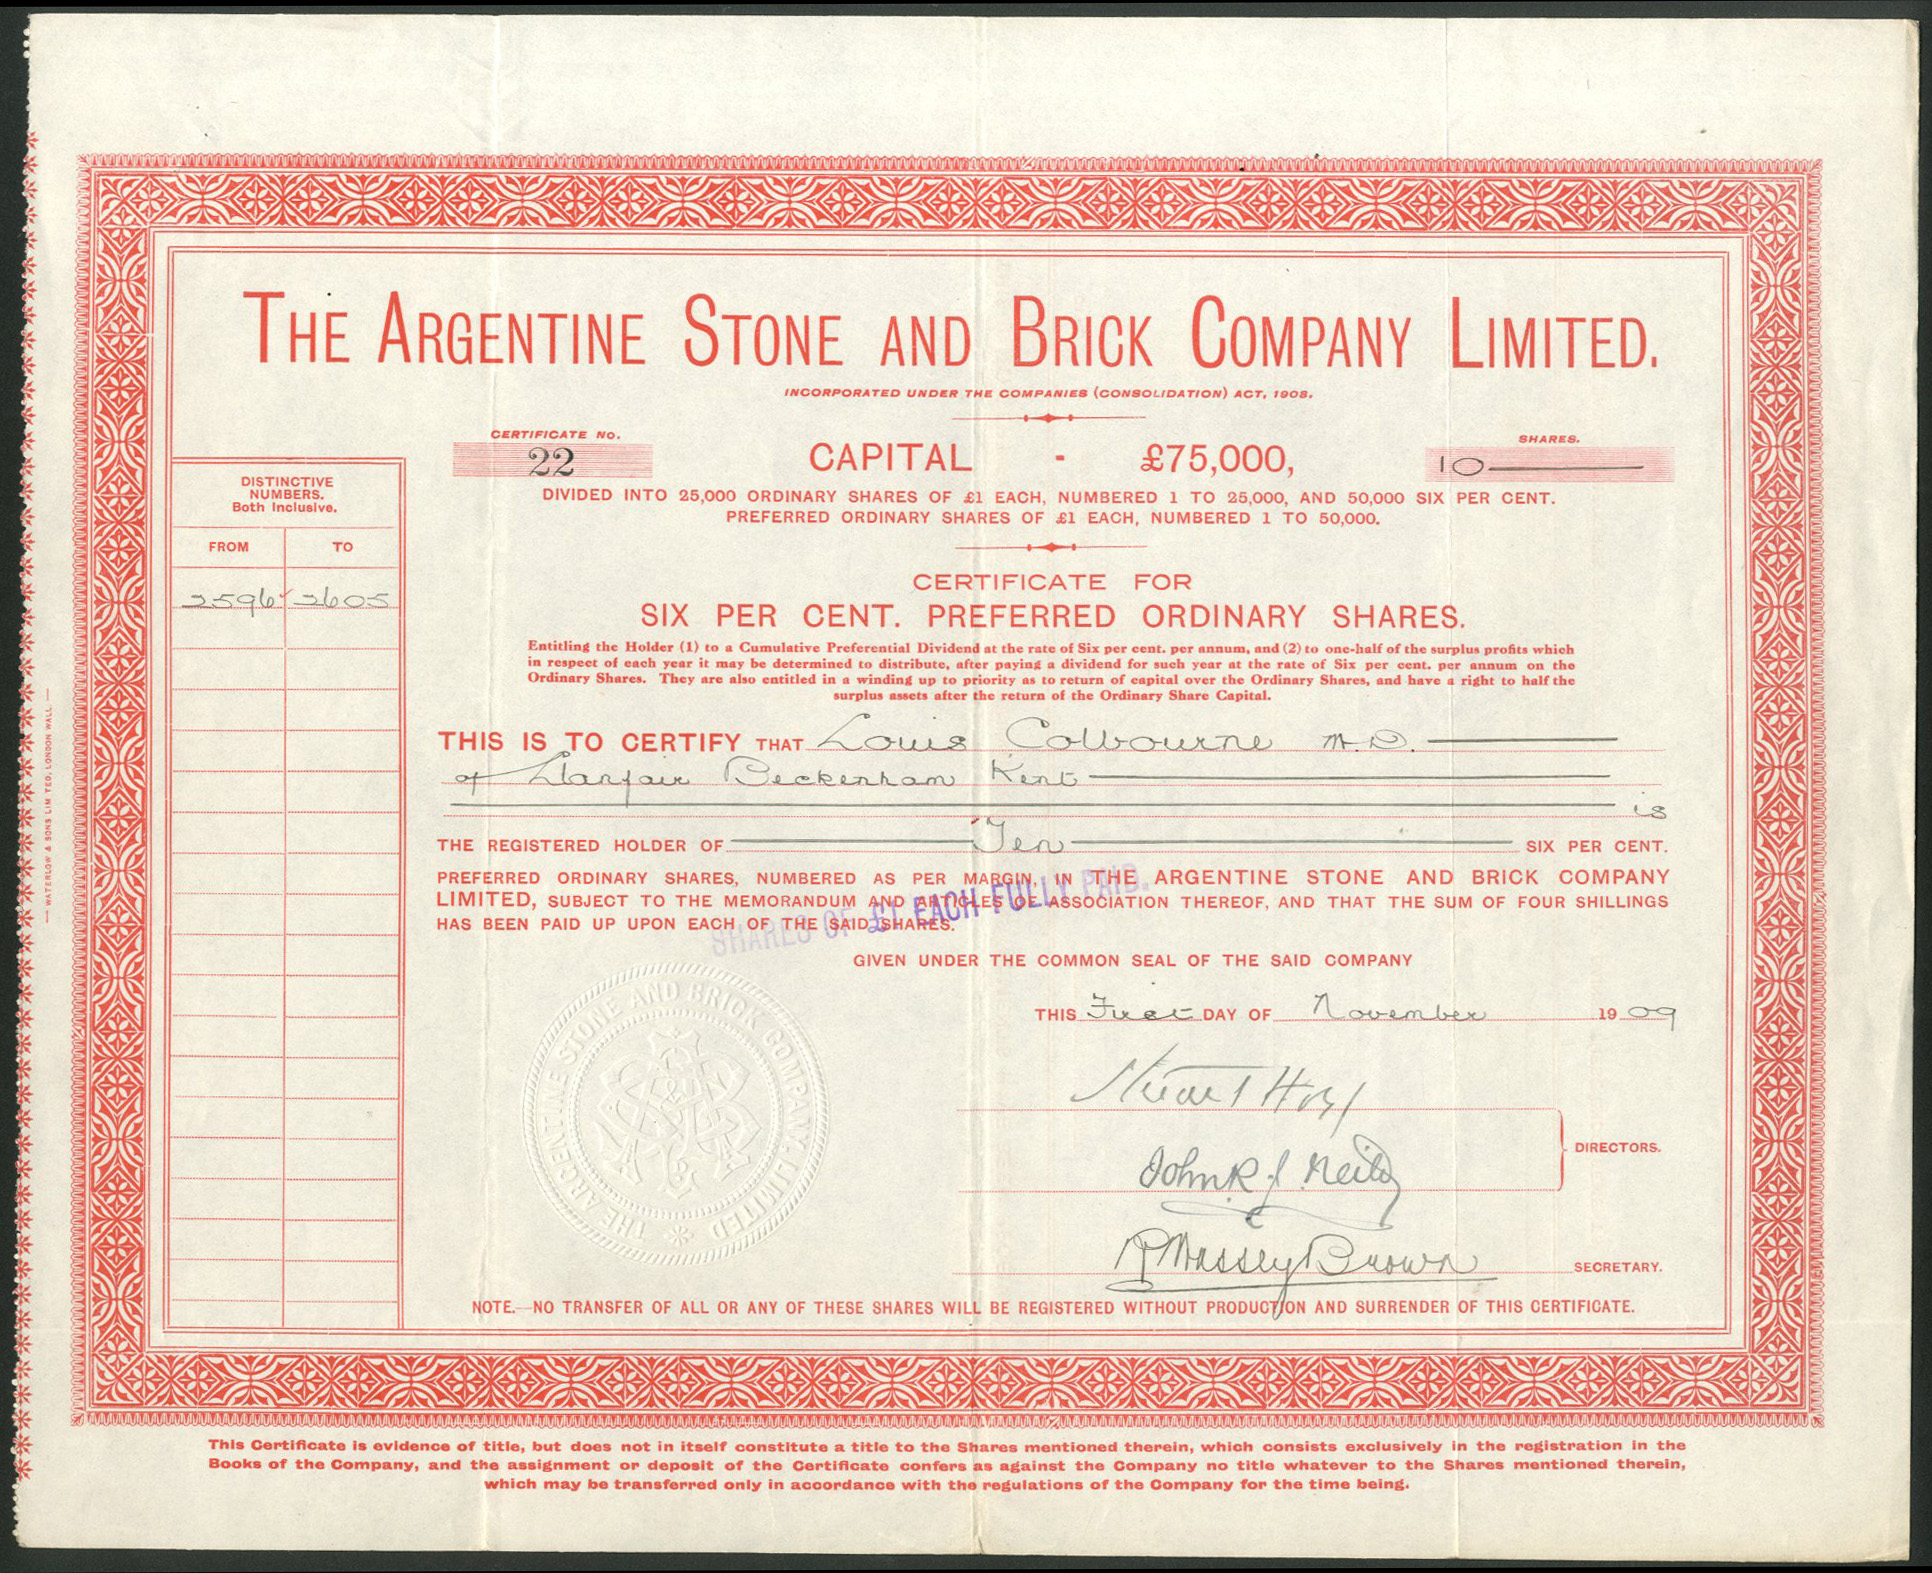 THE ARGENTINE STONE AND BRICK COMPANY LIMITED.
INCORPORATED UNDER THE COMPANIES (CONSOLIDATION) ACT, 1908.
CERTIFICATE NO.
22
CAPITAL - £75,000,
SHARES.
10
DIVIDED INTO 25,000 ORDINARY SHARES OF £1 EACH, NUMBERED 1 TO 25,000, AND 50,000 SIX PER CENT.
PREFERRED ORDINARY SHARES OF £1 EACH, NUMBERED 1 TO 50,000.
DISTINCTIVE
NUMBERS.
Both Inclusive.
FROM TO
2596 2605
CERTIFICATE FOR
SIX PER CENT. PREFERRED ORDINARY SHARES.
Entitling the Holder (1) to a Cumulative Preferential Dividend at the rate of Six per cent. per annum, and (2) to one-half of the surplus profits which
in respect of each year it may be determined to distribute, after paying a dividend for such year at the rate of Six per cent. per annum on the
Ordinary Shares. They are also entitled in a winding up to priority as to return of capital over the Ordinary Shares, and have a right to half the
surplus assets after the return of the Ordinary Share Capital.
THIS IS TO CERTIFY THAT Louis Colbourne M.D.
of Llanfair Beckenham Kent
is
THE REGISTERED HOLDER OF Ten SIX PER CENT.
PREFERRED ORDINARY SHARES, NUMBERED AS PER MARGIN, IN THE ARGENTINE STONE AND BRICK COMPANY
LIMITED, SUBJECT TO THE MEMORANDUM AND ARTICLES OF ASSOCIATION THEREOF, AND THAT THE SUM OF FOUR SHILLINGS
HAS BEEN PAID UP UPON EACH OF THE SAID SHARES.
SHARES OF £1 EACH FULLY PAID.
GIVEN UNDER THE COMMON SEAL OF THE SAID COMPANY
THIS First DAY OF November 1909
THE ARGENTINE STONE AND BRICK COMPANY, LIMITED
John R. J. Neild
DIRECTORS.
R Massey Brown
SECRETARY.
NOTE.—NO TRANSFER OF ALL OR ANY OF THESE SHARES WILL BE REGISTERED WITHOUT PRODUCTION AND SURRENDER OF THIS CERTIFICATE.
This Certificate is evidence of title, but does not in itself constitute a title to the Shares mentioned therein, which consists exclusively in the registration in the
Books of the Company, and the assignment or deposit of the Certificate confers as against the Company no title whatever to the Shares mentioned therein,
which may be transferred only in accordance with the regulations of the Company for the time being.
WATERLOW & SONS LIMITED, LONDON WALL.